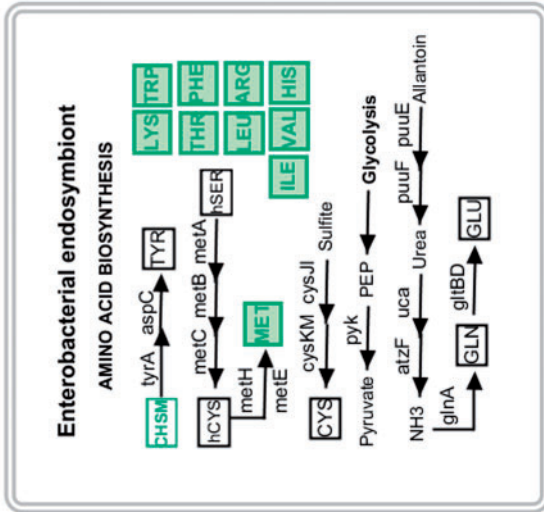 Enterobacterial endosymbiont
AMINO ACID BIOSYNTHESIS
tyrA aspC
CHSM TYR
LYS TRP
THR PHE
LEU ARG
ILE VAL HIS
metC metB metA
hCYS hSER
metH
MET
metE
cysKM cysJI
CYS Sulfite
pyk
Pyruvate PEP Glycolysis
atzF uca puuF puuE
NH3 Urea Allantoin
glnA gltBD
GLN GLU